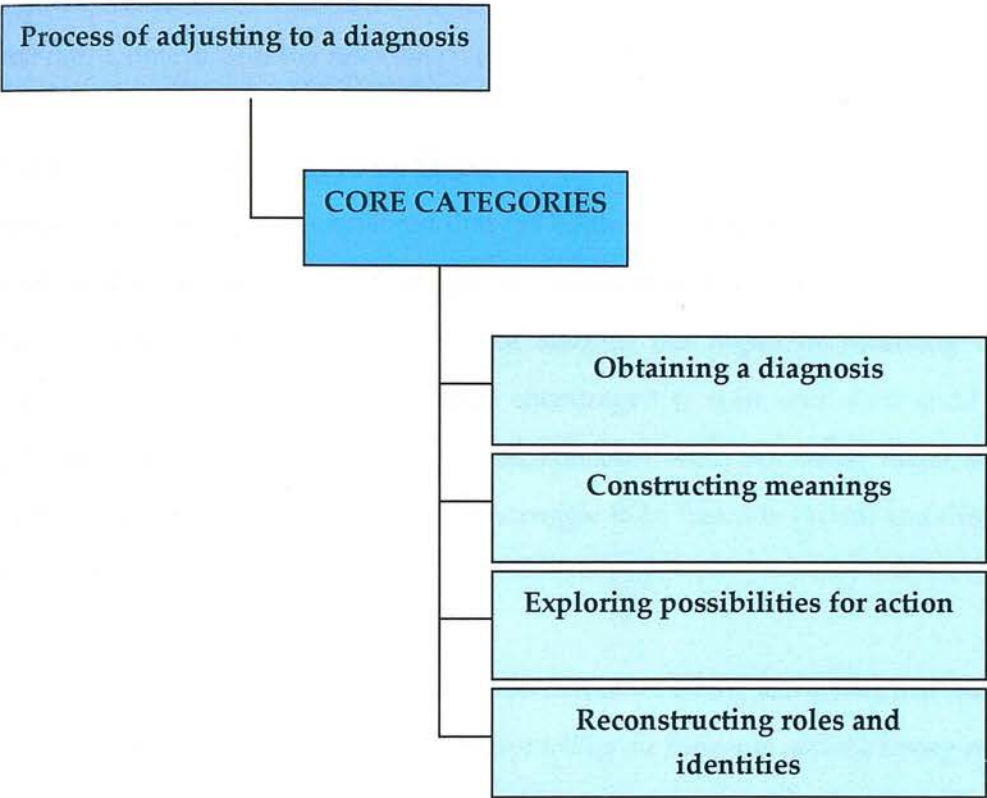 Process of adjusting to a diagnosis
CORE CATEGORIES
Obtaining a diagnosis
Constructing meanings
Exploring possibilities for action
Reconstructing roles and
identities